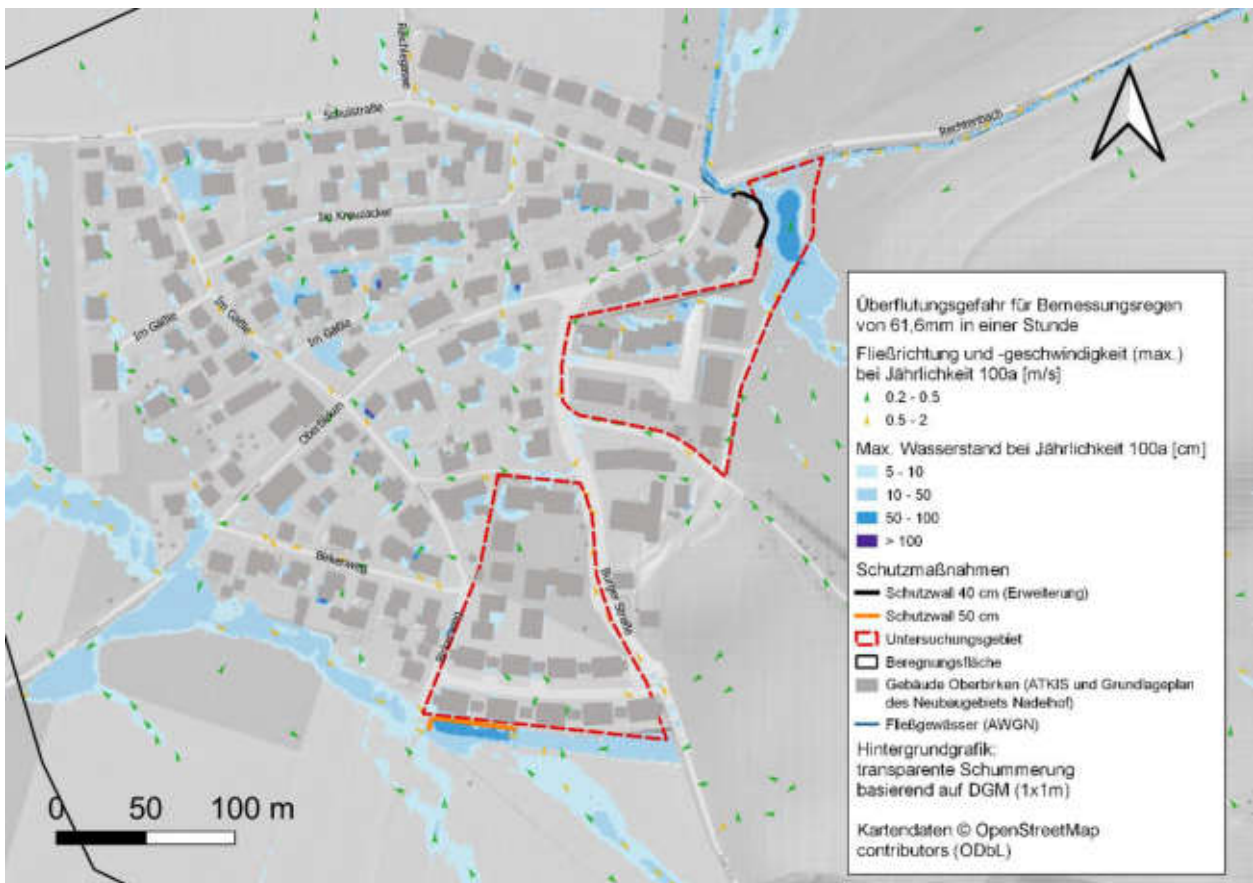 Rechtenbach
Schulstraße
Im Kreuzäcker
Im Gäßle
Im Gäßle
Im Gäßle
Oberbirken
Birkenweg
Burger Straße
0 50 100 m
Überflutungsgefahr für Bemessungsregen
von 61,6mm in einer Stunde
Fließrichtung und -geschwindigkeit (max.)
bei Jährlichkeit 100a [m/s]
0.2 - 0.5
0.5 - 2
Max. Wasserstand bei Jährlichkeit 100a [cm]
5 - 10
10 - 50
50 - 100
> 100
Schutzmaßnahmen
Schutzwall 40 cm (Erweiterung)
Schutzwall 50 cm
Untersuchungsgebiet
Beregnungsfläche
Gebäude Oberbirken (ATKIS und Grundlageplan
des Neubaugebiets Nadelhof)
Fließgewässer (AWGN)
Hintergrundgrafik:
transparente Schummerung
basierend auf DGM (1x1m)
Kartendaten © OpenStreetMap
contributors (ODbL)